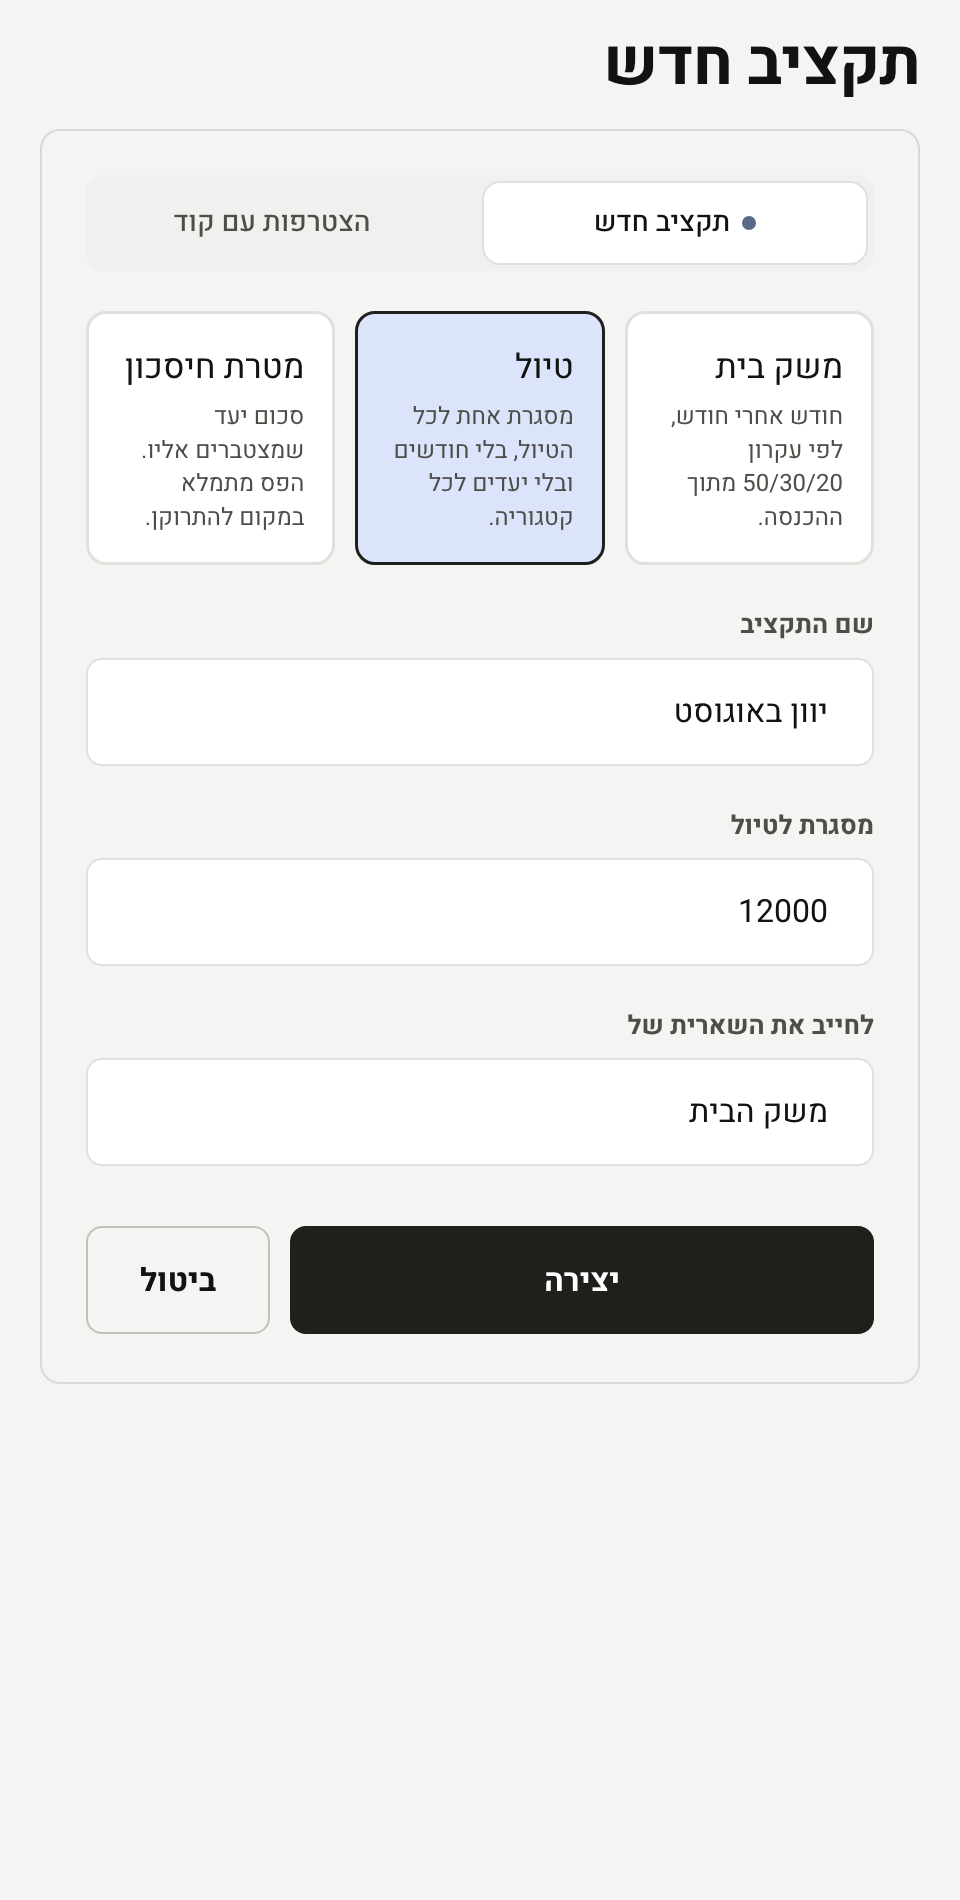 תקציב חדש
תקציב חדש
הצטרפות עם קוד
משק בית
חודש אחרי חודש,
לפי עקרון
50/30/20 מתוך
ההכנסה.
טיול
מסגרת אחת לכל
הטיול, בלי חודשים
ובלי יעדים לכל
קטגוריה.
מטרת חיסכון
סכום יעד
שמצטברים אליו.
הפס מתמלא
במקום להתרוקן.
שם התקציב
יוון באוגוסט
מסגרת לטיול
12000
לחייב את השארית של
משק הבית
יצירה
ביטול